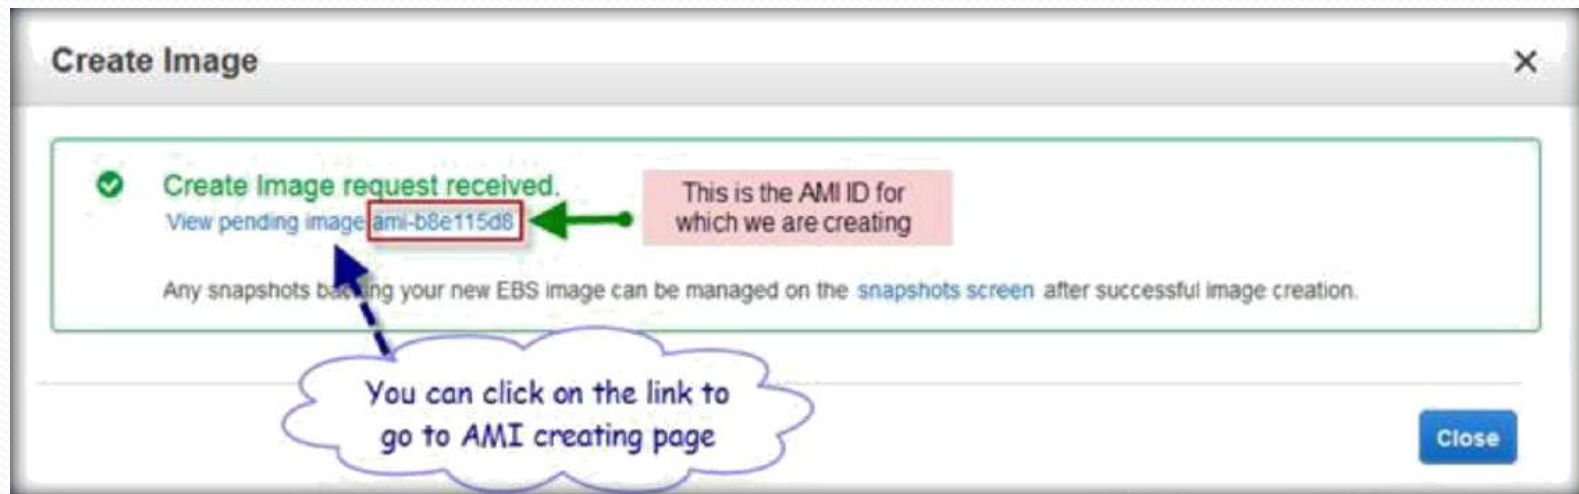 Create Image
Create Image request received.
View pending image ami-b8e115d8
This is the AMI ID for
which we are creating
Any snapshots backing your new EBS image can be managed on the snapshots screen after successful image creation.
You can click on the link to
go to AMI creating page
Close